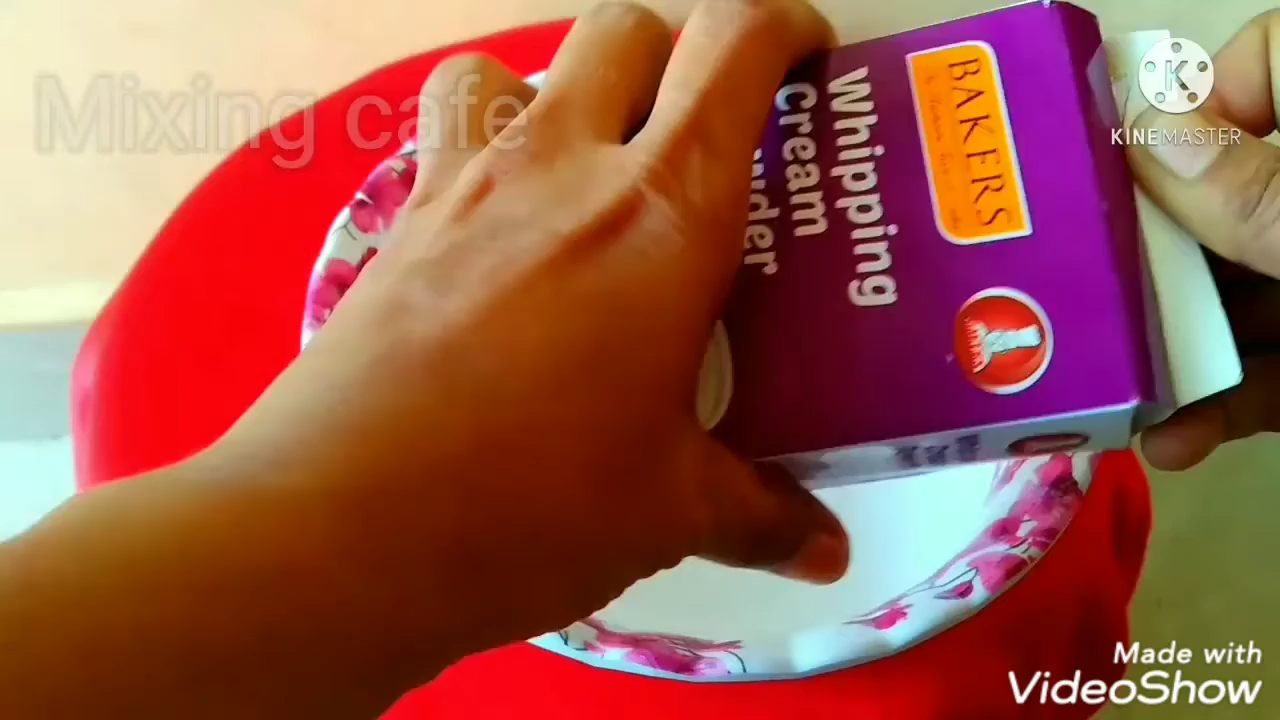 Mixing cafe
KINEMASTER
BAKERS
Whipping
Cream
Made with
VideoShow